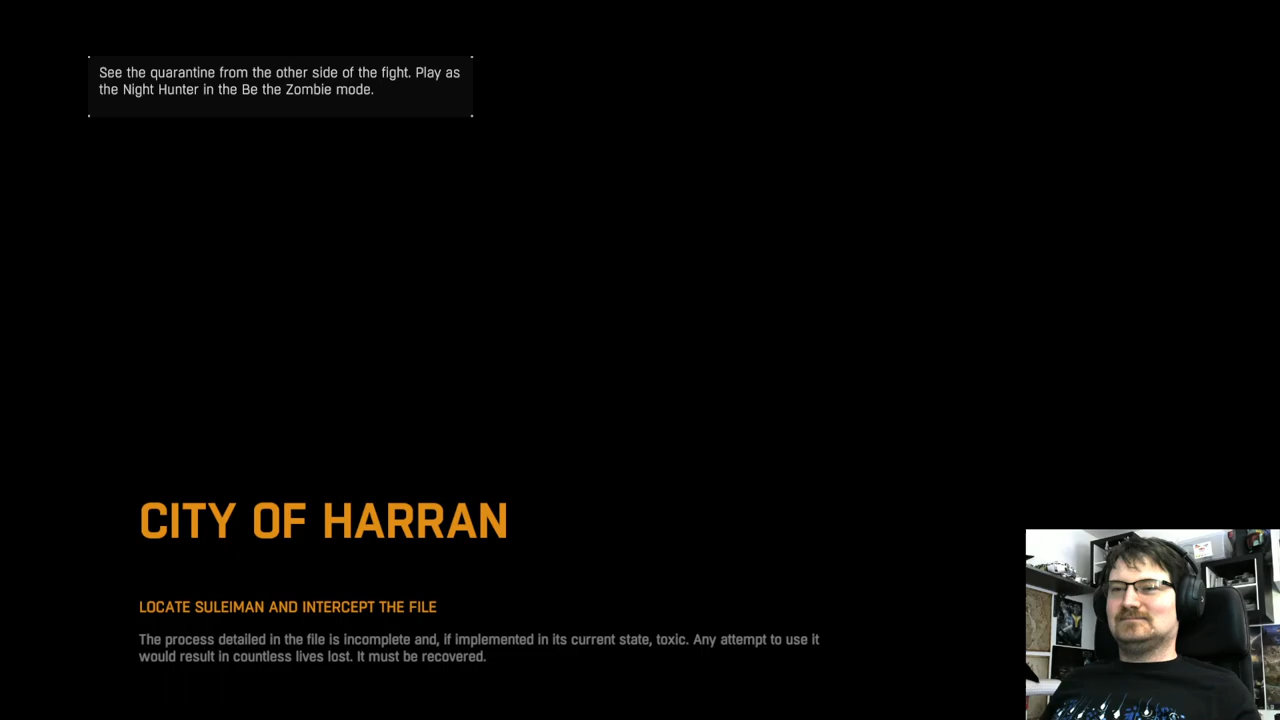 See the quarantine from the other side of the fight. Play as
the Night Hunter in the Be the Zombie mode.
CITY OF HARRAN
LOCATE SULEIMAN AND INTERCEPT THE FILE
The process detailed in the file is incomplete and, if implemented in its current state, toxic. Any attempt to use it
would result in countless lives lost. It must be recovered.